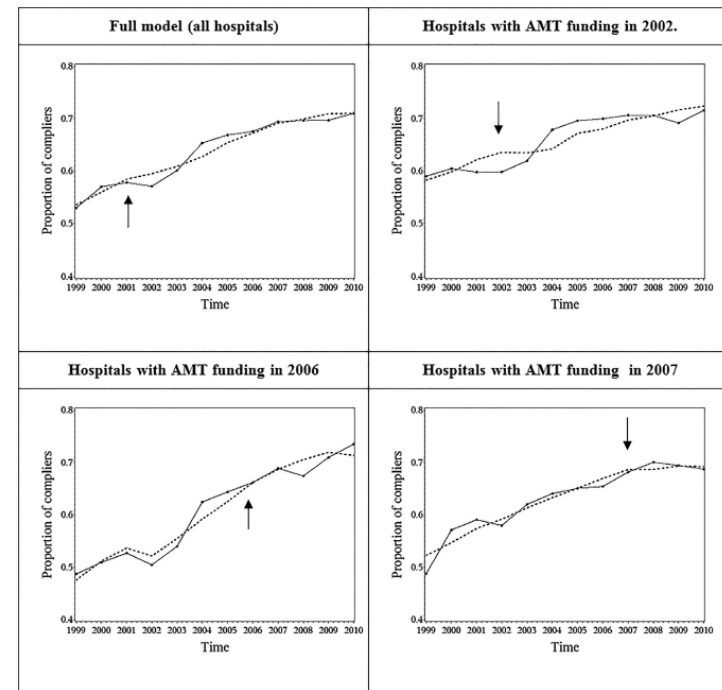 Full model (all hospitals)
Hospitals with AMT funding in 2002.
Proportion of compliers
0.8
0.7
0.6
0.5
0.4
1999 2000 2001 2002 2003 2004 2005 2006 2007 2008 2009 2010
Time
Proportion of compliers
0.8
0.7
0.6
0.5
0.4
1999 2000 2001 2002 2003 2004 2005 2006 2007 2008 2009 2010
Time
Hospitals with AMT funding in 2006
Hospitals with AMT funding in 2007
Proportion of compliers
0.8
0.7
0.6
0.5
0.4
1999 2000 2001 2002 2003 2004 2005 2006 2007 2008 2009 2010
Time
Proportion of compliers
0.8
0.7
0.6
0.5
0.4
1999 2000 2001 2002 2003 2004 2005 2006 2007 2008 2009 2010
Time